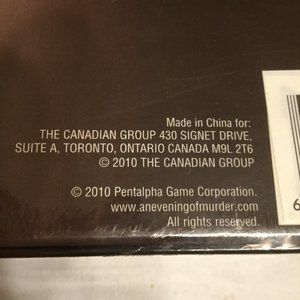 Made in China for:
THE CANADIAN GROUP 430 SIGNET DRIVE,
SUITE A, TORONTO, ONTARIO CANADA M9L 2T6
© 2010 THE CANADIAN GROUP
© 2010 Pentalpha Game Corporation.
www.aneveningofmurder.com
All rights reserved.
6